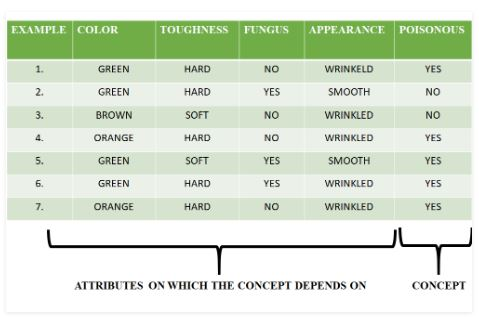 EXAMPLE COLOR TOUGHNESS FUNGUS APPEARANCE POISONOUS
1. GREEN HARD NO WRINKELD YES
2. GREEN HARD YES SMOOTH NO
3. BROWN SOFT NO WRINKLED NO
4. ORANGE HARD NO WRINKLED YES
5. GREEN SOFT YES SMOOTH YES
6. GREEN HARD YES WRINKLED YES
7. ORANGE HARD NO WRINKLED YES
ATTRIBUTES ON WHICH THE CONCEPT DEPENDS ON CONCEPT